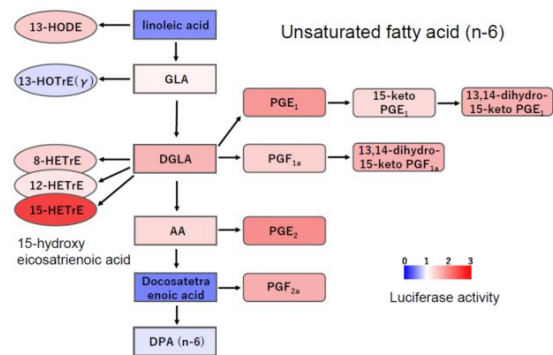 Unsaturated fatty acid (n-6)
13-HODE
linoleic acid
13-HOTrE(γ)
GLA
PGE1
15-keto
PGE1
13,14-dihydro-
15-keto PGE1
8-HETrE
12-HETrE
15-HETrE
DGLA
PGF1a
13,14-dihydro-
15-keto PGF1a
15-hydroxy
eicosatrienoic acid
AA
PGE2
Docosatetra
enoic acid
PGF2a
DPA (n-6)
0 1 2 3
Luciferase activity